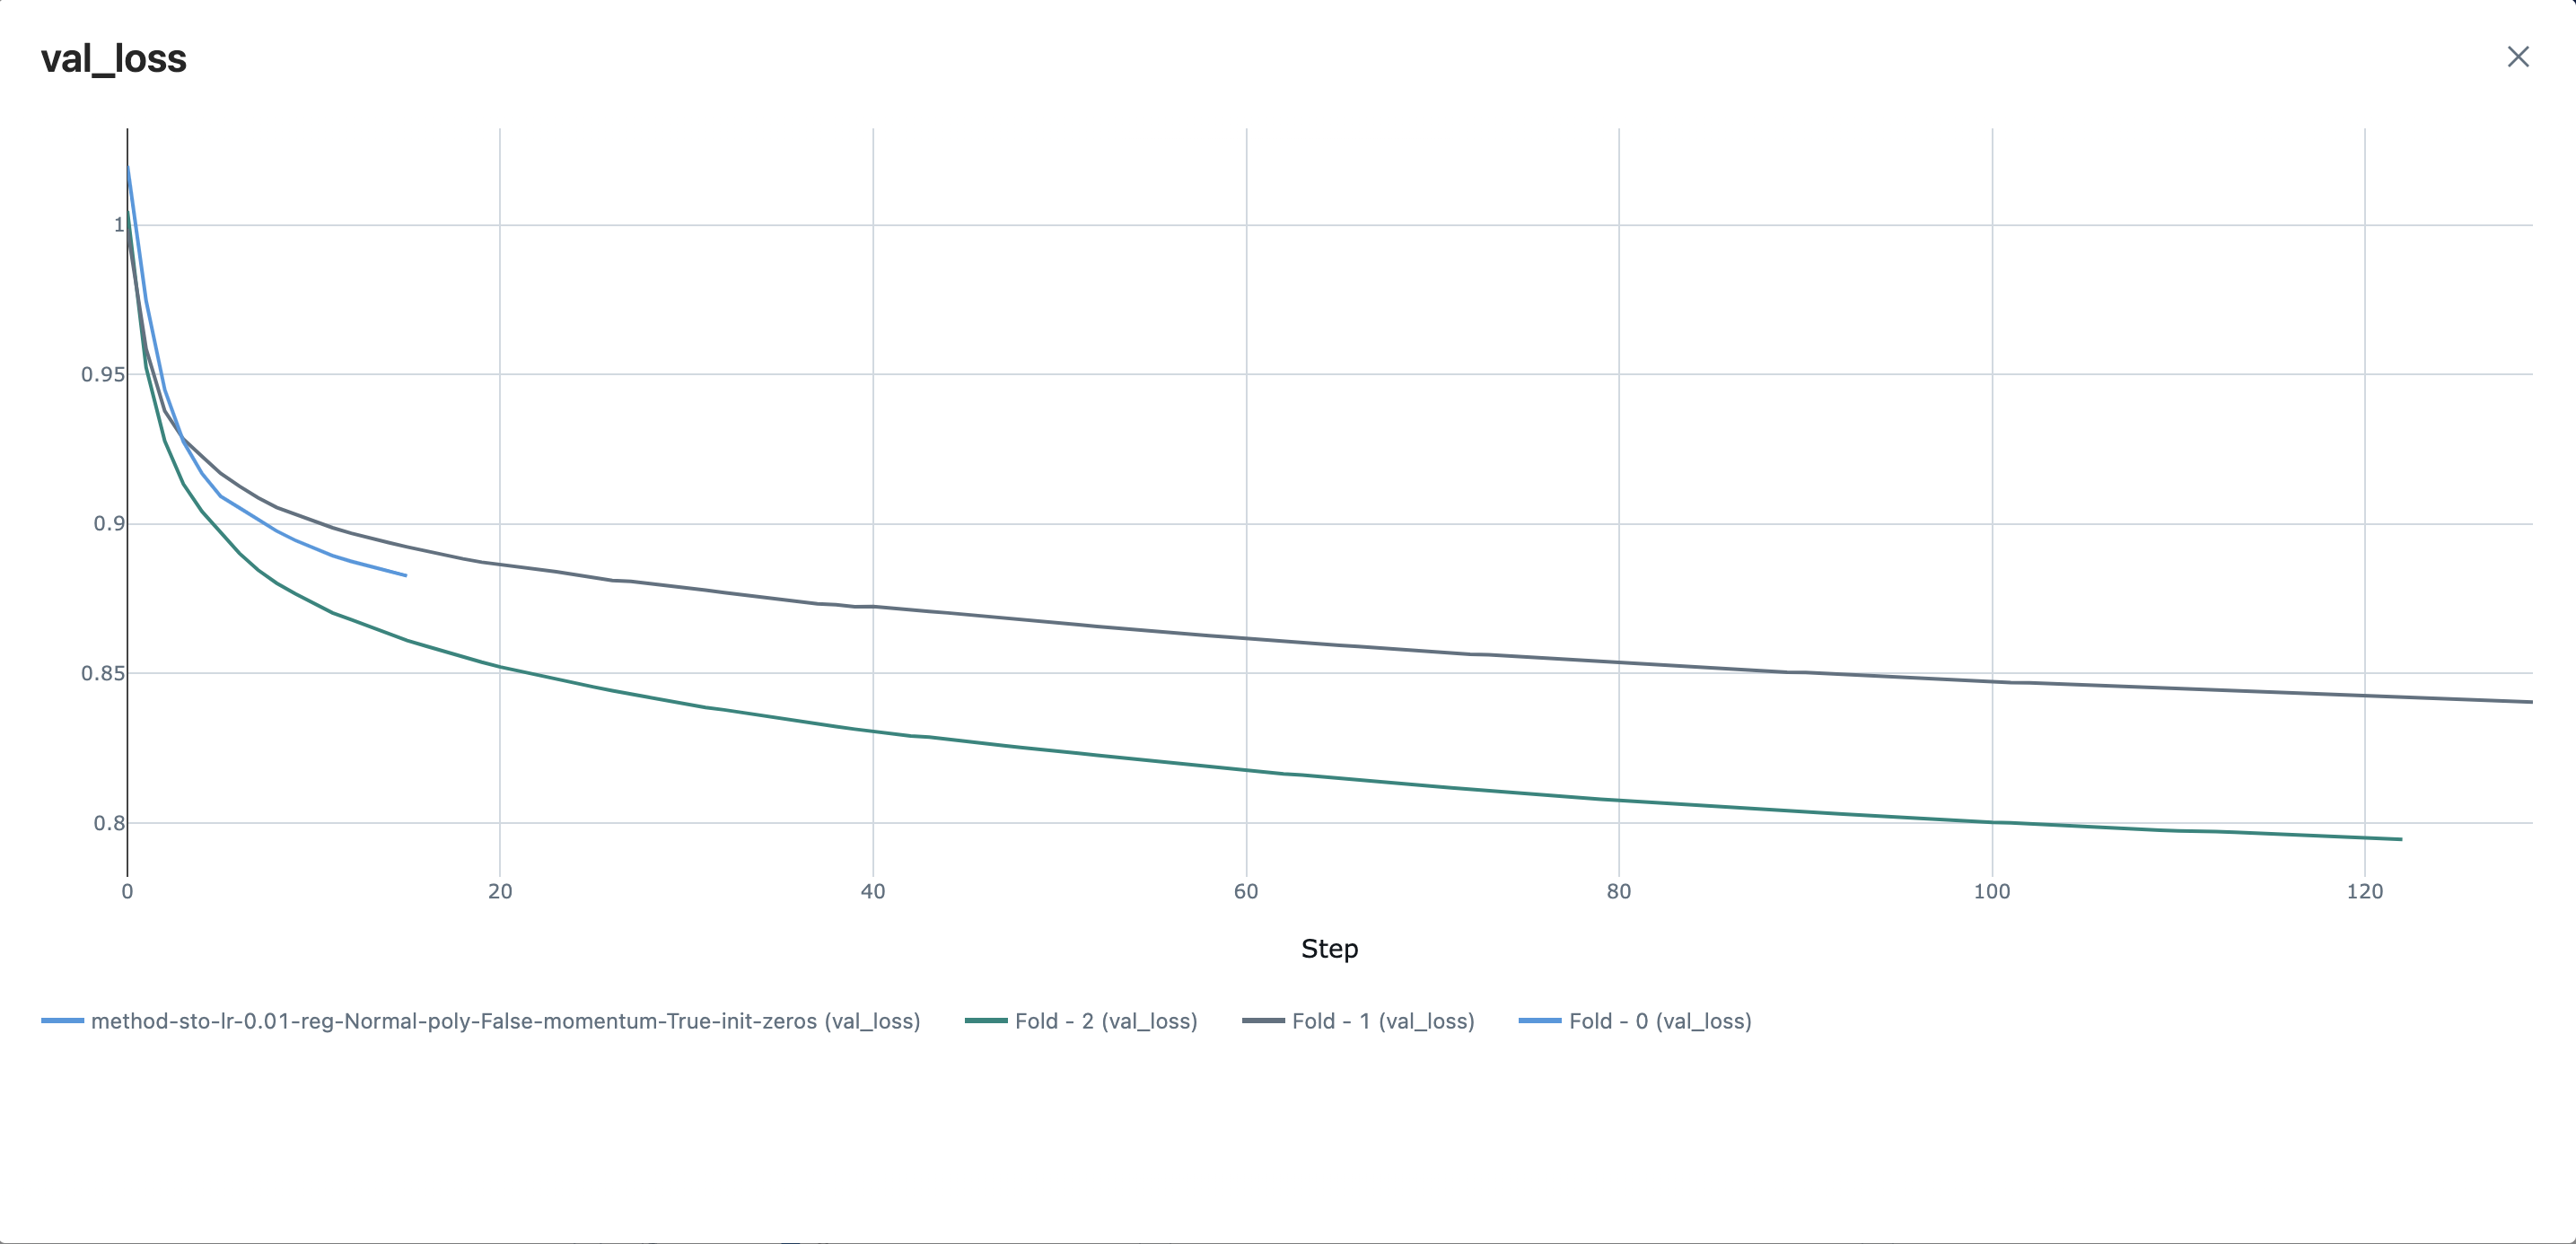 val_loss
1
0.95
0.9
0.85
0.8
0 20 40 60 80 100 120
Step
method-sto-lr-0.01-reg-Normal-poly-False-momentum-True-init-zeros (val_loss) Fold - 2 (val_loss) Fold - 1 (val_loss) Fold - 0 (val_loss)